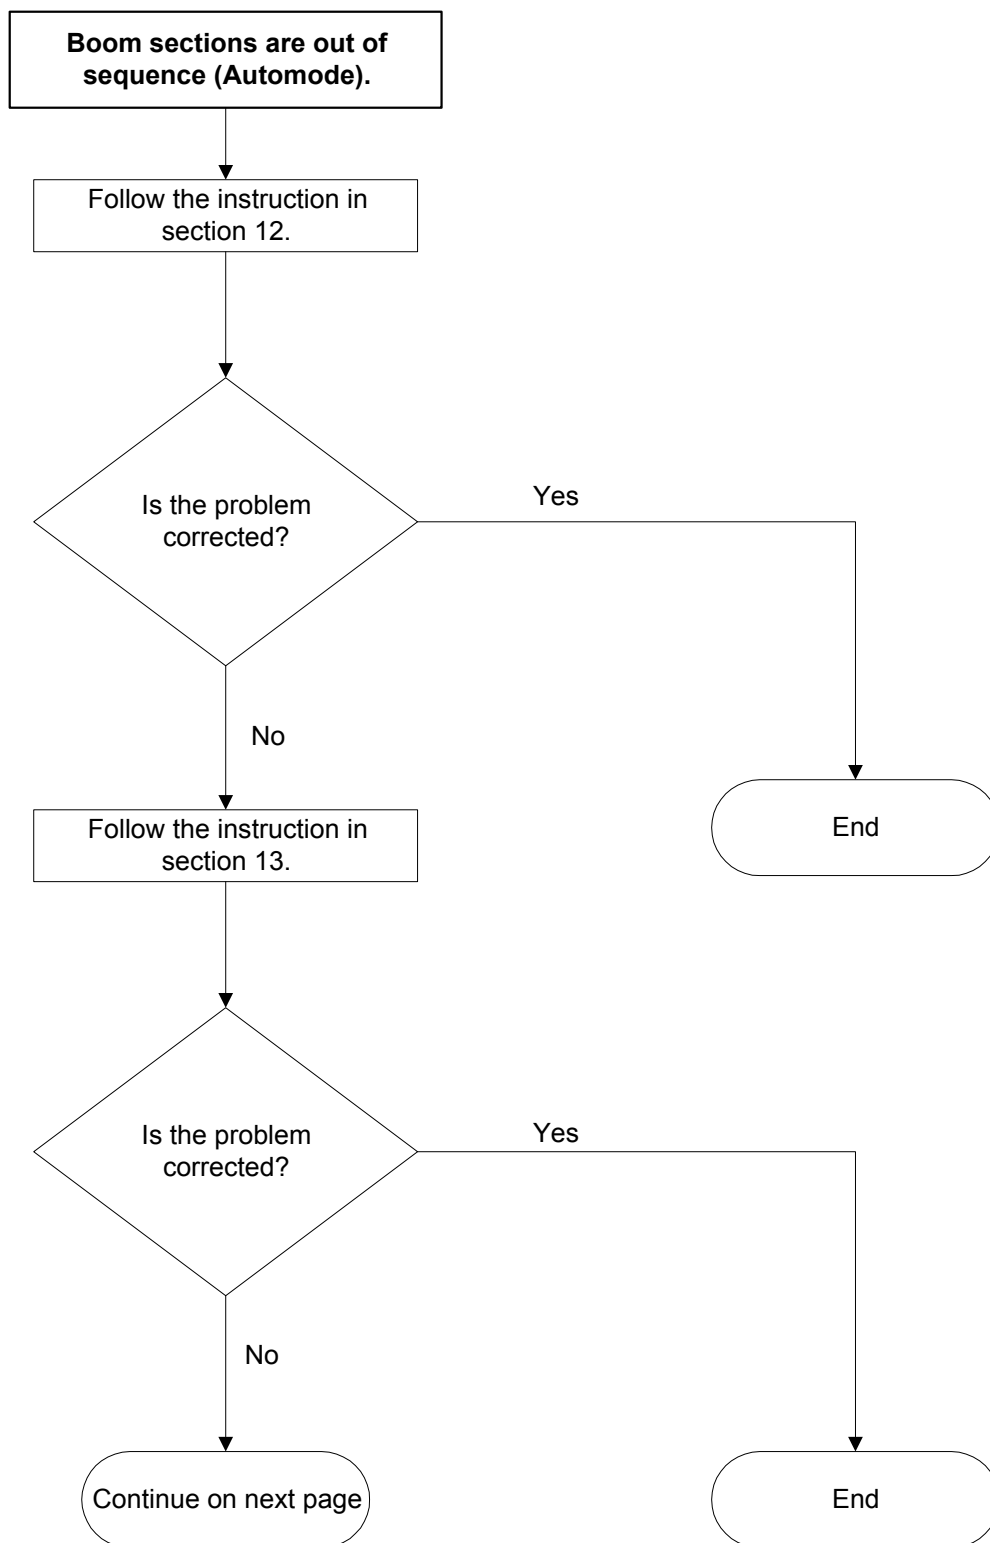 Boom sections are out of
sequence (Automode).
Follow the instruction in
section 12.
Is the problem
corrected?
Yes
No
End
Follow the instruction in
section 13.
Is the problem
corrected?
Yes
No
Continue on next page
End